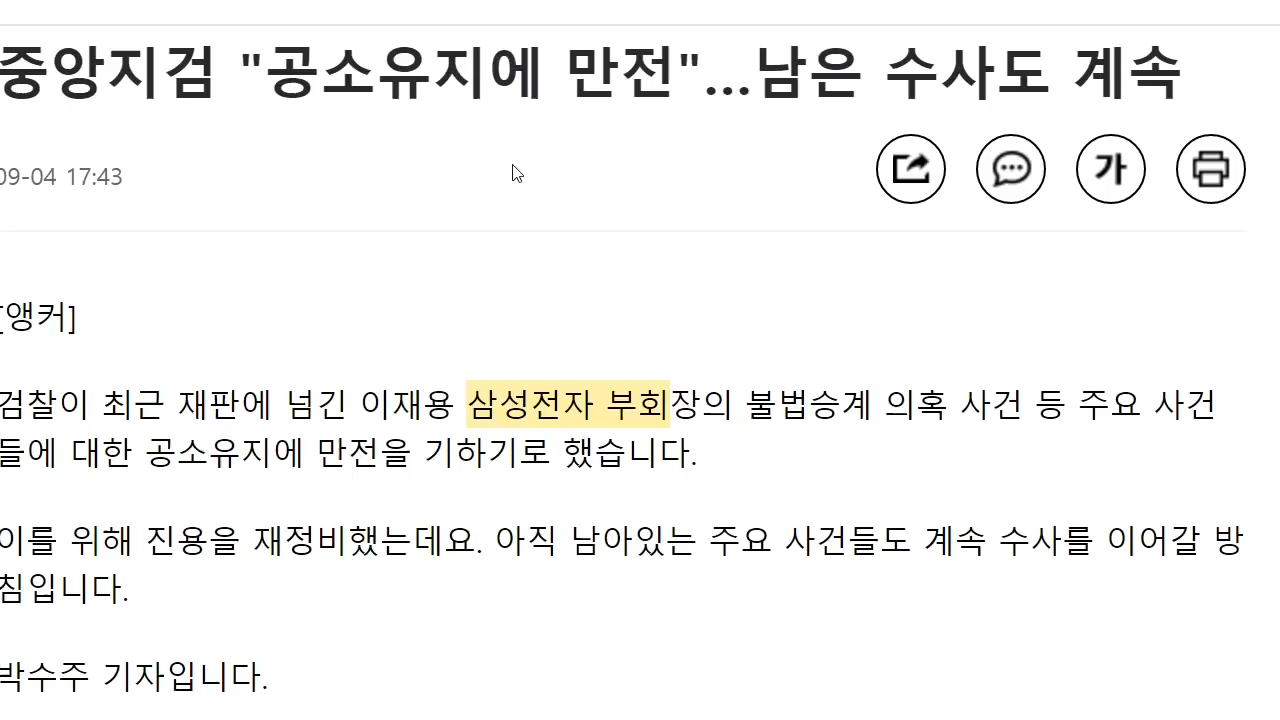 중앙지검 "공소유지에 만전"...남은 수사도 계속
09-04 17:43
가
[앵커]
검찰이 최근 재판에 넘긴 이재용 삼성전자 부회장의 불법승계 의혹 사건 등 주요 사건
들에 대한 공소유지에 만전을 기하기로 했습니다.
이를 위해 진용을 재정비했는데요. 아직 남아있는 주요 사건들도 계속 수사를 이어갈 방
침입니다.
박수주 기자입니다.